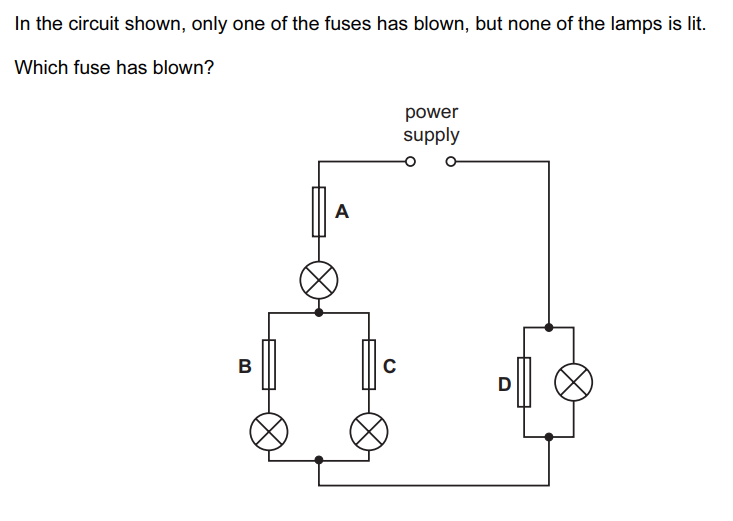 In the circuit shown, only one of the fuses has blown, but none of the lamps is lit.
Which fuse has blown?
power
supply
A
B
C
D